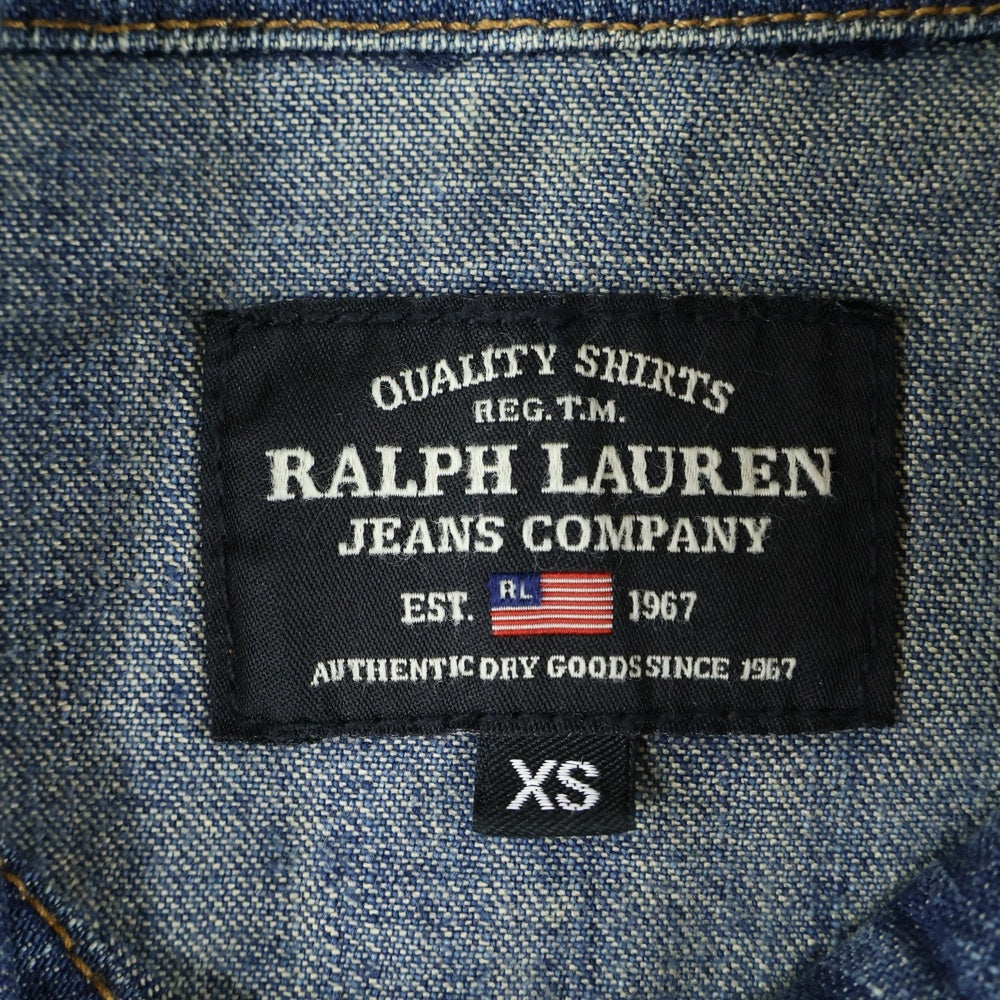 QUALITY SHIRTS
REG. T.M.
RALPH LAUREN
JEANS COMPANY
EST. RL 1967
AUTHENTIC DRY GOODS SINCE 1967
XS